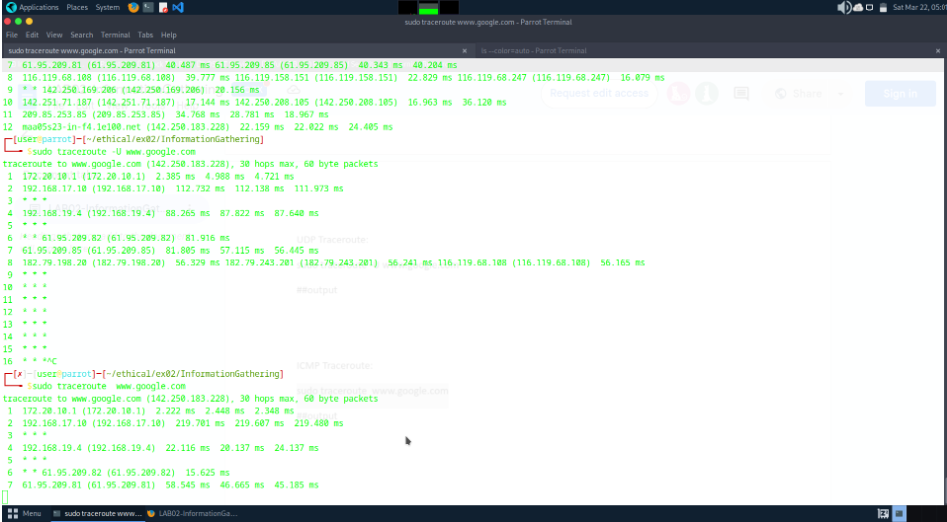 Applications Places System Sat Mar 22, 05:01
sudo traceroute www.google.com - Parrot Terminal
File Edit View Search Terminal Tabs Help
sudo traceroute www.google.com - Parrot Terminal × ls --color=auto - Parrot Terminal ×
7 61.95.209.81 (61.95.209.81) 40.487 ms 61.95.209.85 (61.95.209.85) 40.343 ms 40.204 ms
8 116.119.68.108 (116.119.68.108) 39.777 ms 116.119.158.151 (116.119.158.151) 22.829 ms 116.119.68.247 (116.119.68.247) 16.079 ms
9 * * 142.250.169.206 (142.250.169.206) 20.156 ms
Request edit access Share Sign in
10 142.251.71.187 (142.251.71.187) 17.144 ms 142.250.208.105 (142.250.208.105) 16.963 ms 36.120 ms
11 209.85.253.85 (209.85.253.85) 34.768 ms 28.781 ms 18.967 ms
12 maa05s23-in-f4.1e100.net (142.250.183.228) 22.159 ms 22.022 ms 24.405 ms
[user@parrot]─[~/ethical/ex02/InformationGathering]
$sudo traceroute -U www.google.com
traceroute to www.google.com (142.250.183.228), 30 hops max, 60 byte packets
1 172.20.10.1 (172.20.10.1) 2.385 ms 4.988 ms 4.721 ms
2 192.168.17.10 (192.168.17.10) 112.732 ms 112.138 ms 111.973 ms
3 * * *
4 192.168.19.4 (192.168.19.4) 88.265 ms 87.822 ms 87.640 ms
5 * * *
6 * * 61.95.209.82 (61.95.209.82) 81.916 ms
UDP Traceroute:
7 61.95.209.85 (61.95.209.85) 81.805 ms 57.115 ms 56.445 ms
8 182.79.198.20 (182.79.198.20) 56.329 ms 182.79.243.201 (182.79.243.201) 56.241 ms 116.119.68.108 (116.119.68.108) 56.165 ms
9 * * *
10 * * *
##output
11 * * *
12 * * *
13 * * *
14 * * *
15 * * *
16 * * *^C
ICMP Traceroute:
[✗]─[user@parrot]─[~/ethical/ex02/InformationGathering]
$sudo traceroute www.google.com
sudo traceroute www.google.com
traceroute to www.google.com (142.250.183.228), 30 hops max, 60 byte packets
1 172.20.10.1 (172.20.10.1) 2.222 ms 2.448 ms 2.348 ms
##output
2 192.168.17.10 (192.168.17.10) 219.701 ms 219.607 ms 219.480 ms
3 * * *
4 192.168.19.4 (192.168.19.4) 22.116 ms 20.137 ms 24.137 ms
5 * * *
6 * * 61.95.209.82 (61.95.209.82) 15.625 ms
7 61.95.209.81 (61.95.209.81) 58.545 ms 46.665 ms 45.185 ms
Menu sudo traceroute www.... LAB02-InformationGa...